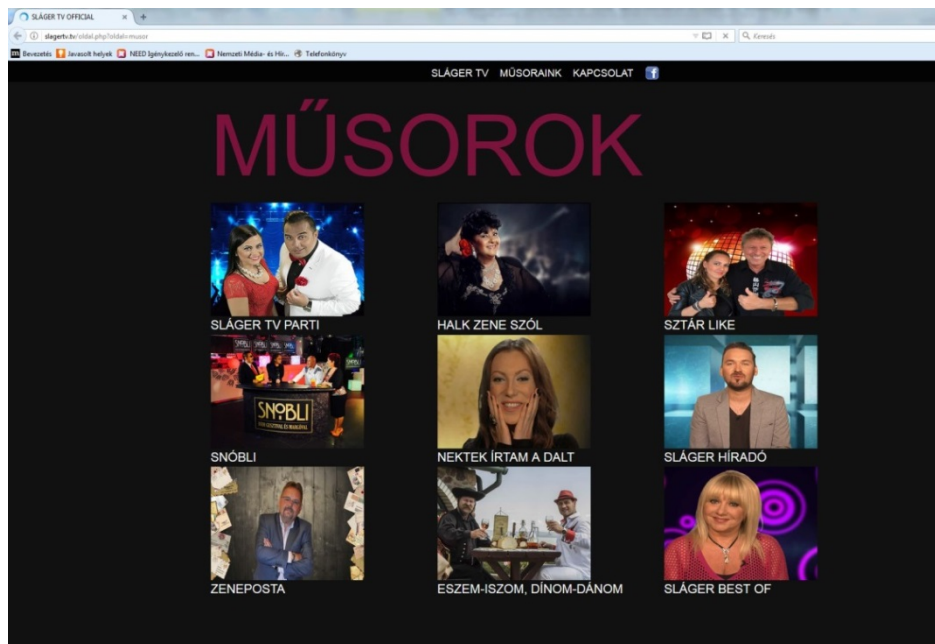 SLÁGER TV OFFICIAL
slagertv.tv/oldal.php?oldal=musor
Keresés
Bevezetés Javasolt helyek NEED Igénykezelő ren... Nemzeti Média- és Hír... Telefonkönyv
SLÁGER TV MŰSORAINK KAPCSOLAT f
MŰSOROK
SLÁGER TV PARTI HALK ZENE SZÓL SZTÁR LIKE
SNOBLI
SNÓBLI NEKTEK ÍRTAM A DALT SLÁGER HÍRADÓ
ZENEPOSTA ESZEM-ISZOM, DÍNOM-DÁNOM SLÁGER BEST OF